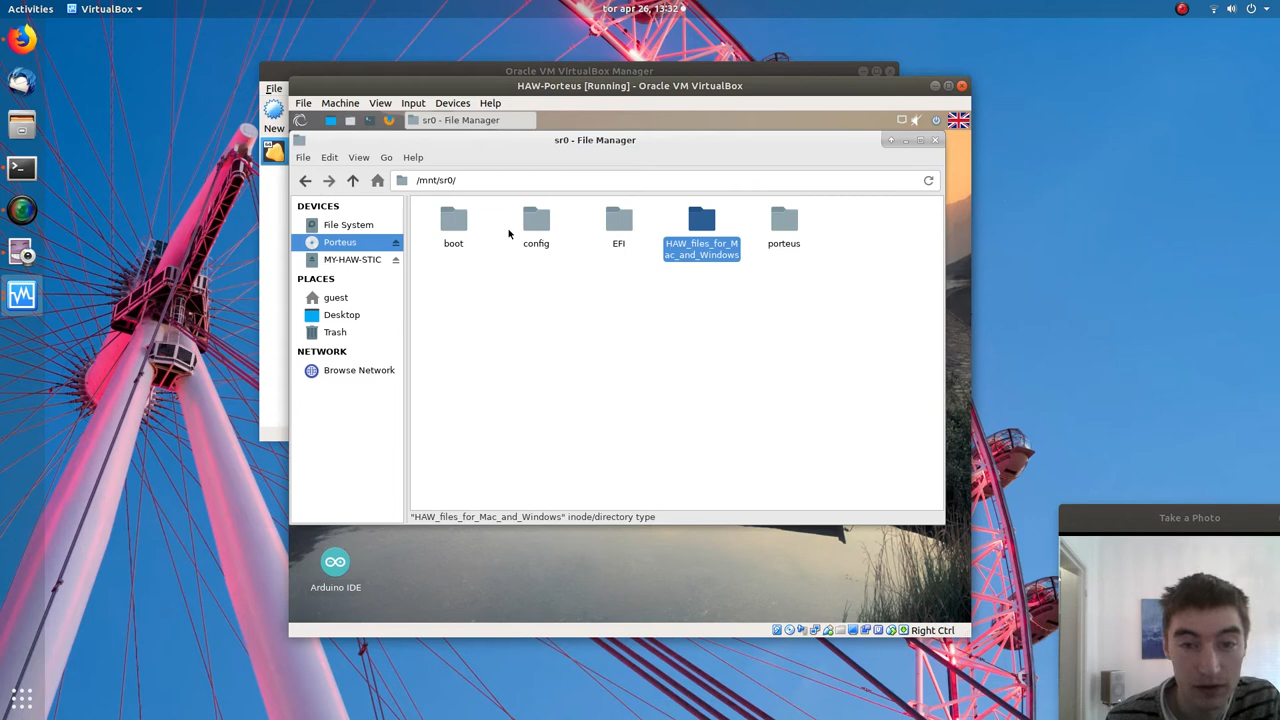 Activities
VirtualBox
tor apr 26, 13:32
Oracle VM VirtualBox Manager
File
New
HAW-Porteus [Running] - Oracle VM VirtualBox
File Machine View Input Devices Help
sr0 - File Manager
sr0 - File Manager
File Edit View Go Help
/mnt/sr0/
DEVICES
File System
Porteus
MY-HAW-STIC
PLACES
guest
Desktop
Trash
NETWORK
Browse Network
boot
config
EFI
HAW_files_for_M
ac_and_Windows
porteus
"HAW_files_for_Mac_and_Windows" inode/directory type
Arduino IDE
Right Ctrl
Take a Photo